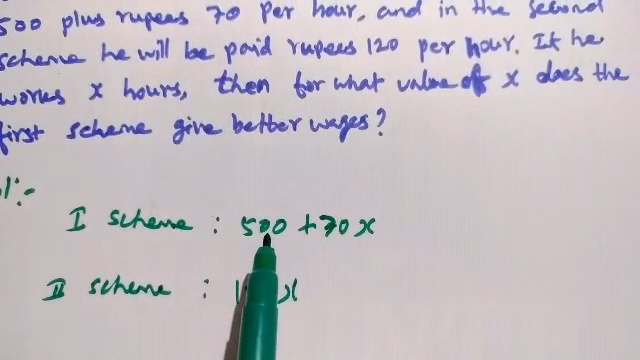 500 plus rupees 70 per hour, and in the second
scheme he will be paid rupees 120 per hour. If he
works x hours, then for what value of x does the
first scheme give better wages?
I scheme : 500 + 70x
II scheme : x